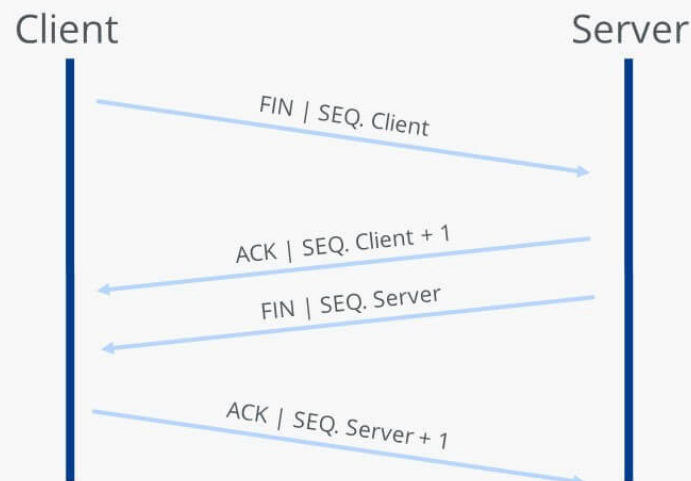 Client
Server
FIN | SEQ. Client
ACK | SEQ. Client + 1
FIN | SEQ. Server
ACK | SEQ. Server + 1